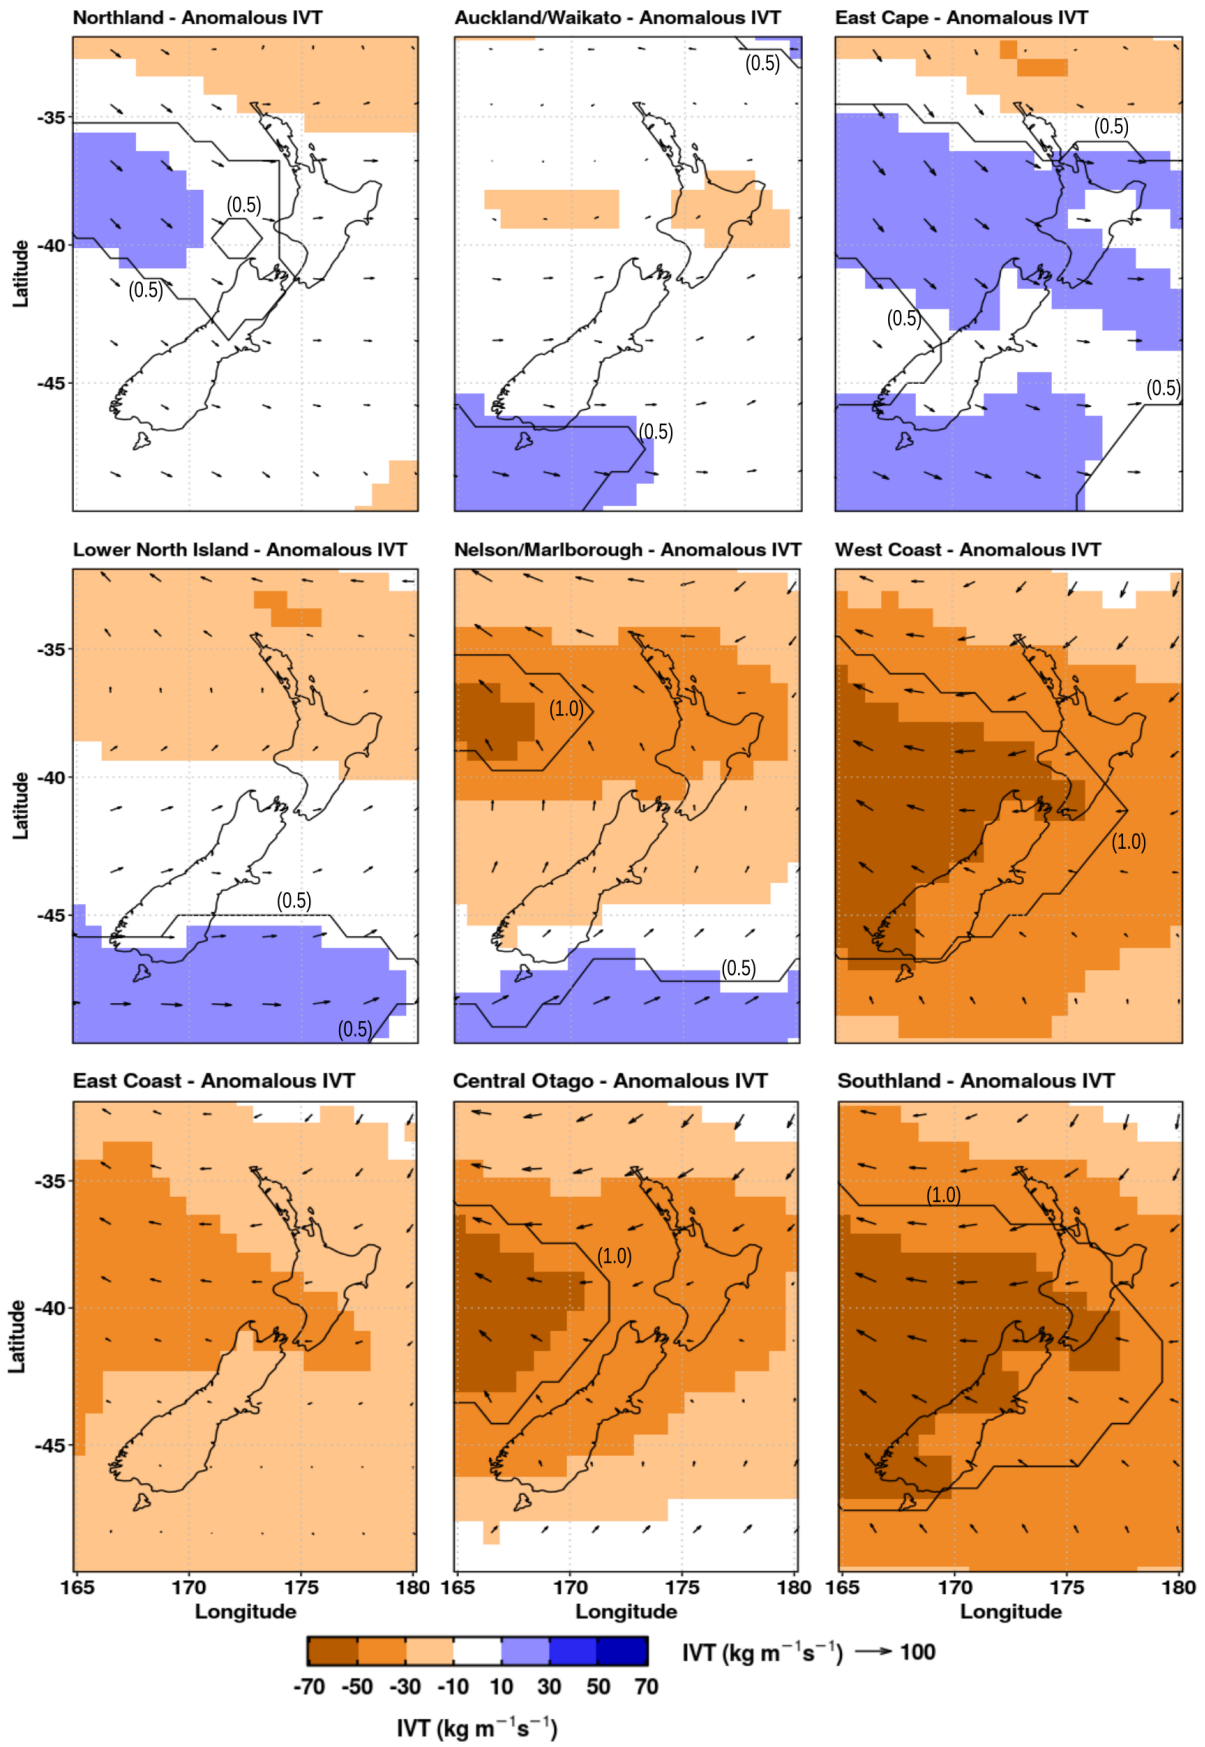 Northland - Anomalous IVT
Auckland/Waikato - Anomalous IVT
East Cape - Anomalous IVT
(0.5)
(0.5)
-35
(0.5)
(0.5)
-40
(0.5)
(0.5)
-45
(0.5)
Latitude
Lower North Island - Anomalous IVT
Nelson/Marlborough - Anomalous IVT
West Coast - Anomalous IVT
-35
(1.0)
-40
(1.0)
(0.5)
-45
(0.5)
(0.5)
Latitude
East Coast - Anomalous IVT
Central Otago - Anomalous IVT
Southland - Anomalous IVT
-35
(1.0)
(1.0)
-40
-45
Latitude
165 170 175 180
165 170 175 180
165 170 175 180
Longitude
Longitude
Longitude
IVT (kg m⁻¹s⁻¹) → 100
-70 -50 -30 -10 10 30 50 70
IVT (kg m⁻¹s⁻¹)